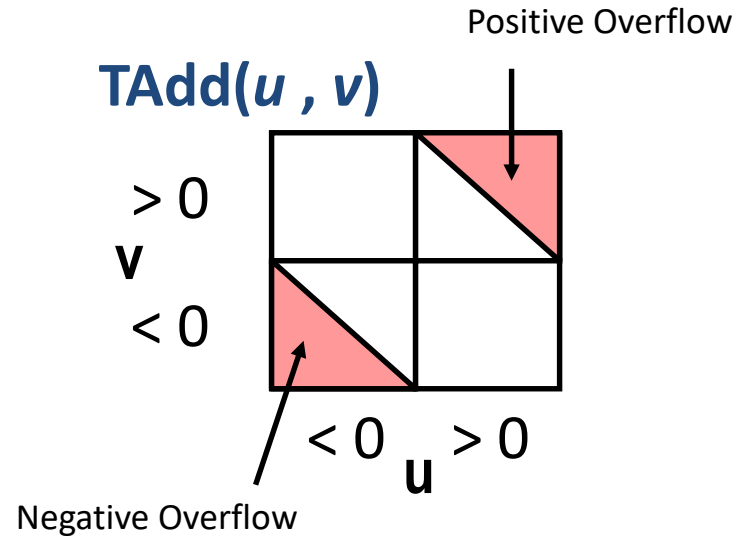 Positive Overflow
TAdd(u , v)
> 0
v
< 0
< 0
u
> 0
Negative Overflow